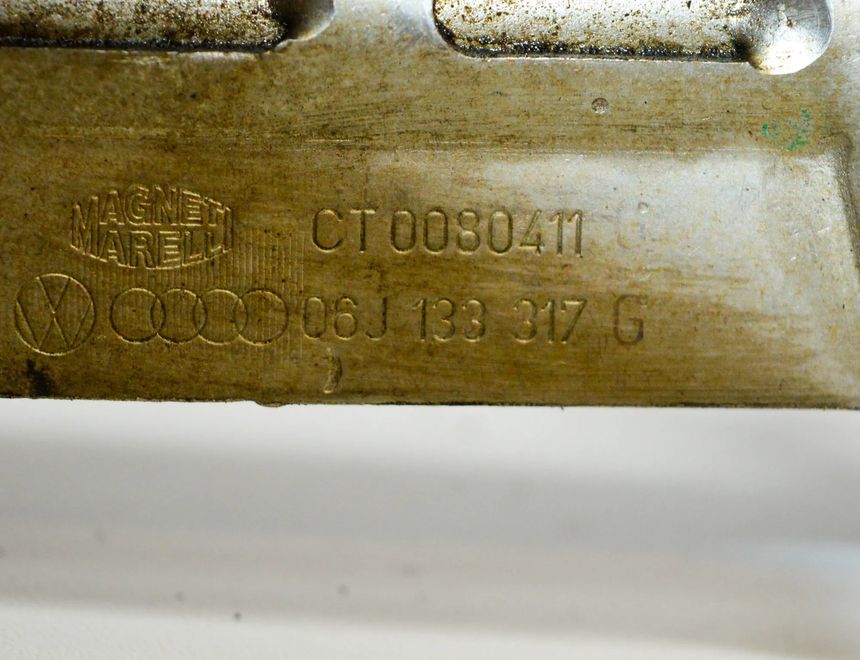 MAGNETI
MARELLI
CT 0080411 G
06J 133 317 G